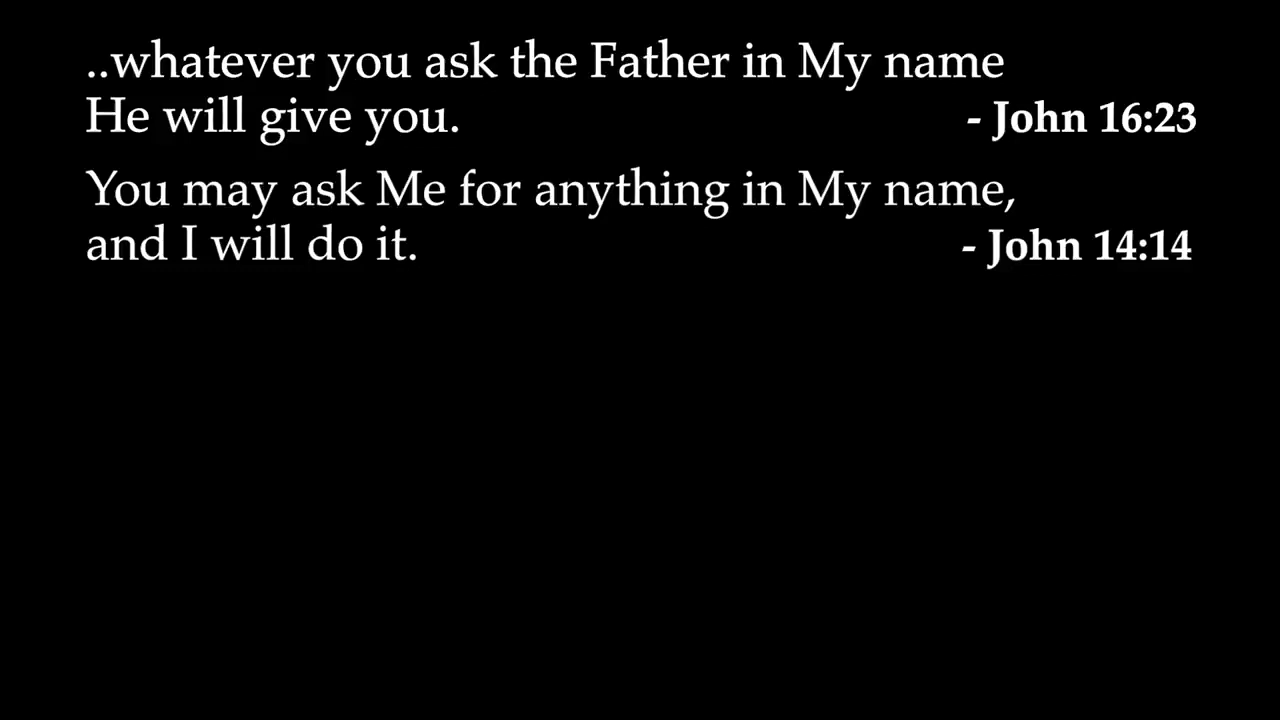 ..whatever you ask the Father in My name
He will give you. - John 16:23
You may ask Me for anything in My name,
and I will do it. - John 14:14